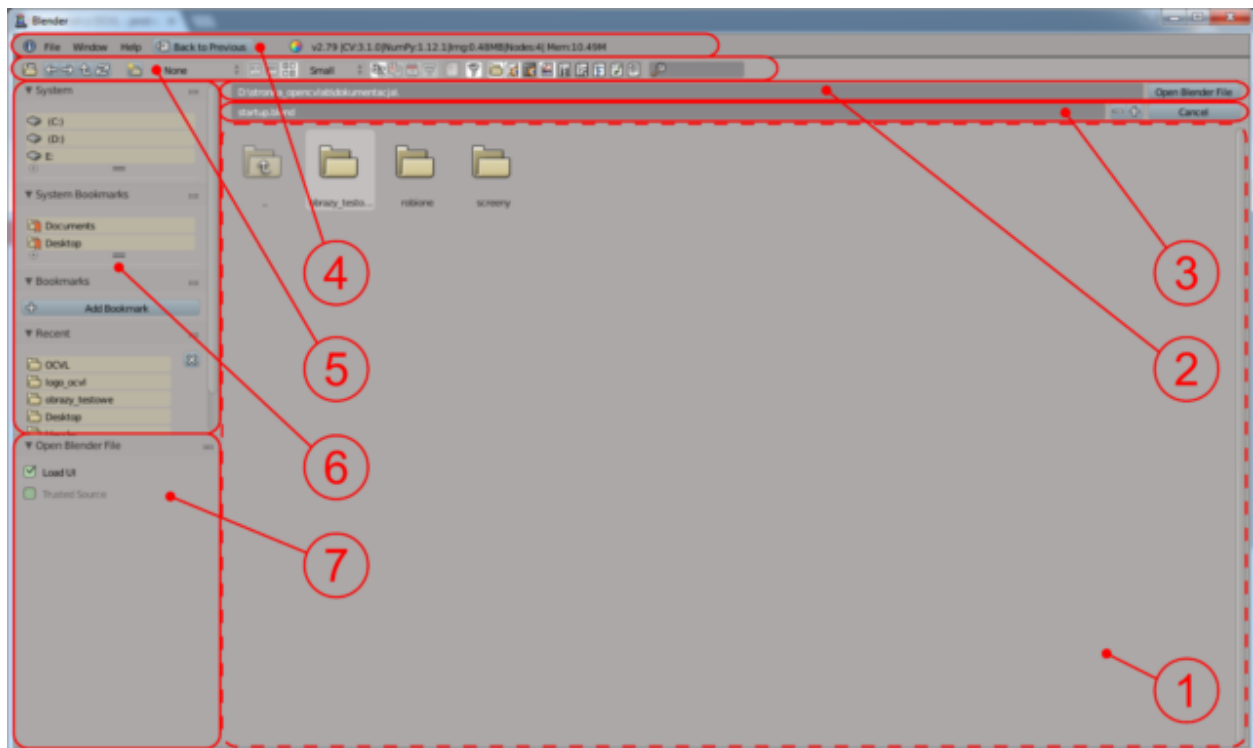 Blender
File Window Help Back to Previous v2.79 |CV:3.1.0|NumPy:1.12.1|Img:0.48MB|Nodes:4| Mem:10.49M
None Small
System
(C:)
(D:)
E:
System Bookmarks
Documents
Desktop
Bookmarks
Add Bookmark
Recent
OCVL
logo_ocvl
obrazy_testowe
Desktop
Open Blender File
Load UI
Trusted Source
Open Blender File
startup.blend
Cancel
..
obrazy_testo...
robione
screeny
4
3
5
2
6
7
1